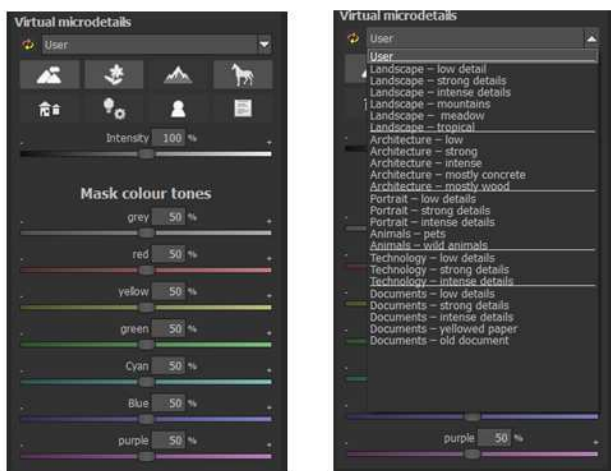 Virtual microdetails
User
Intensity 100 %
Mask colour tones
grey 50 %
red 50 %
yellow 50 %
green 50 %
Cyan 50 %
Blue 50 %
purple 50 %
Virtual microdetails
User
User
Landscape – low detail
Landscape – strong details
Landscape – intense details
Landscape – mountains
Landscape – meadow
Landscape – tropical
Architecture – low
Architecture – strong
Architecture – intense
Architecture – mostly concrete
Architecture – mostly wood
Portrait – low details
Portrait – strong details
Portrait – intense details
Animals – pets
Animals – wild animals
Technology – low details
Technology – strong details
Technology – intense details
Documents – low details
Documents – strong details
Documents – intense details
Documents – yellowed paper
Documents – old document
purple 50 %